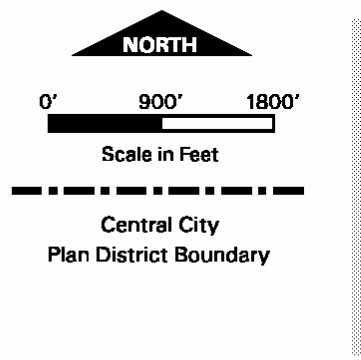 NORTH
0' 900' 1800'
Scale in Feet
Central City
Plan District Boundary